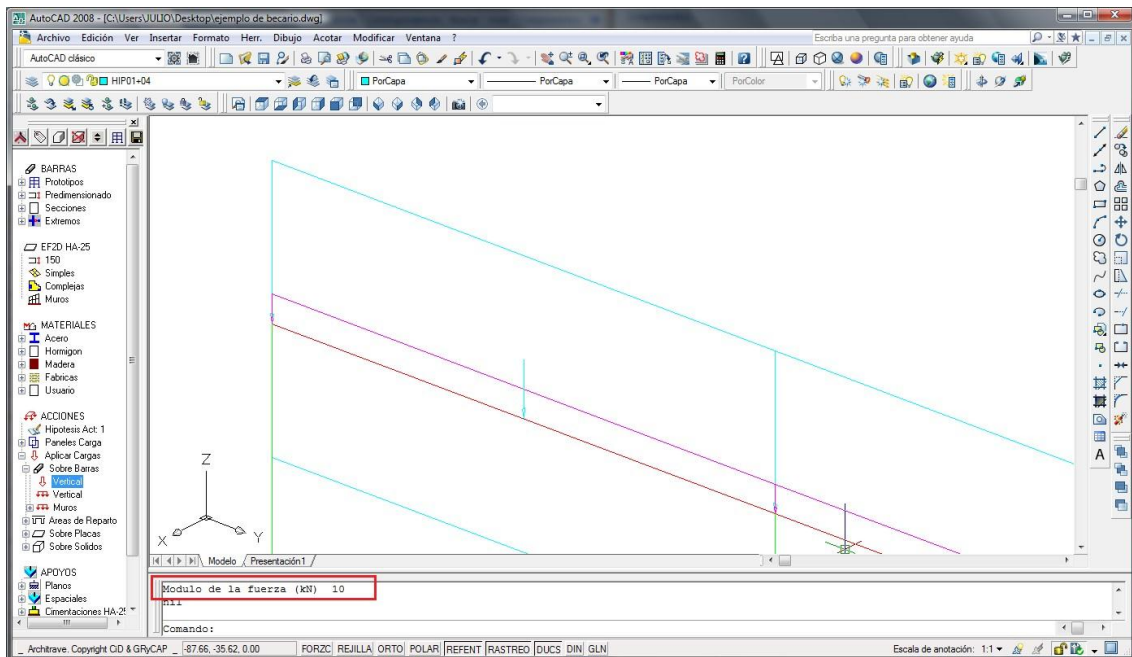 AutoCAD 2008 - [C:\Users\JULIO\Desktop\ejemplo de becario.dwg]
Archivo Edición Ver Insertar Formato Herr. Dibujo Acotar Modificar Ventana ?
Escriba una pregunta para obtener ayuda
AutoCAD clásico
HIP01+04
PorCapa
PorCapa
PorCapa
PorColor
BARRAS
Prototipos
Predimensionado
Secciones
Extremos
EF2D HA-25
150
Simples
Complejas
Muros
MATERIALES
Acero
Hormigon
Madera
Fabricas
Usuario
ACCIONES
Hipotesis Act: 1
Paneles Carga
Aplicar Cargas
Sobre Barras
Vertical
Vertical
Muros
Areas de Reparto
Sobre Placas
Sobre Solidos
APOYOS
Planos
Espaciales
Cimentaciones HA-2
Z
X
Y
Modelo
Presentación1
Modulo de la fuerza (kN) 10
nil
Comando:
Architrave. Copyright CiD & GRyCAP
-87.66, -35.62, 0.00
FORZC REJILLA ORTO POLAR REFENT RASTREO DUCS DIN GLN
Escala de anotación: 1:1